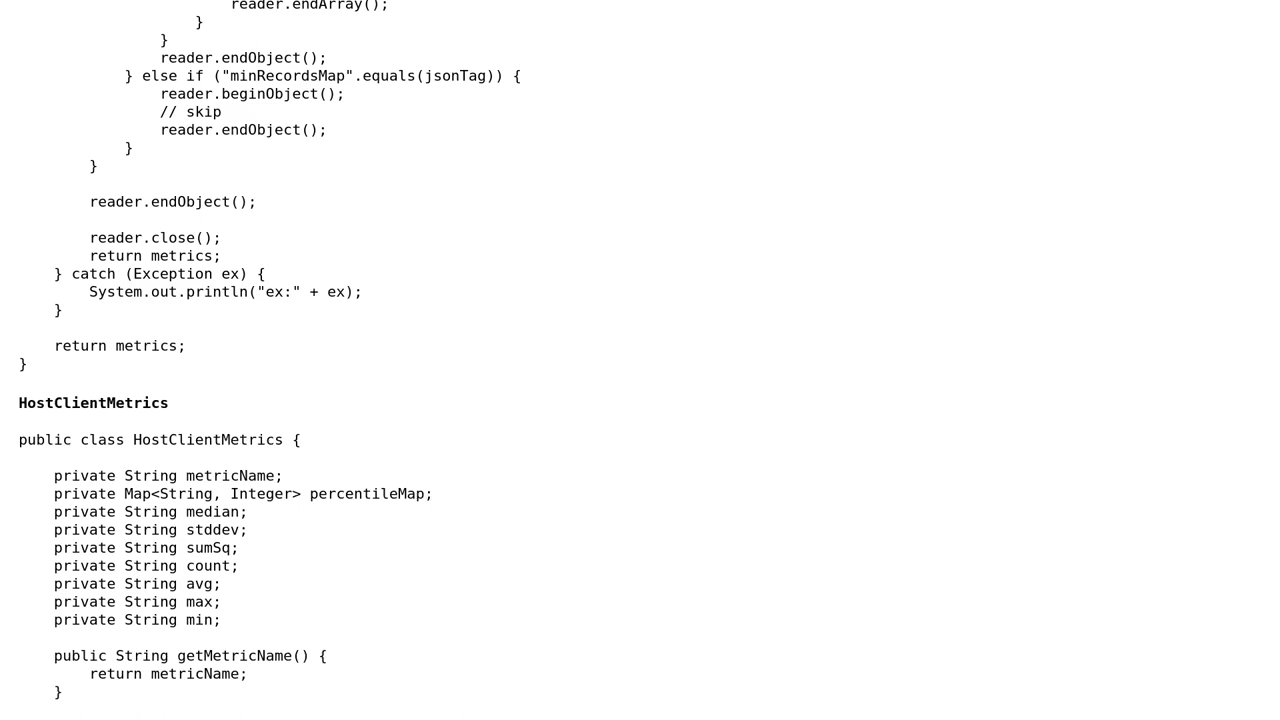 reader.endArray();
                    }
                }
                reader.endObject();
            } else if ("minRecordsMap".equals(jsonTag)) {
                reader.beginObject();
                // skip
                reader.endObject();
            }
        }

        reader.endObject();

        reader.close();
        return metrics;
    } catch (Exception ex) {
        System.out.println("ex:" + ex);
    }

    return metrics;
}

HostClientMetrics

public class HostClientMetrics {

    private String metricName;
    private Map<String, Integer> percentileMap;
    private String median;
    private String stddev;
    private String sumSq;
    private String count;
    private String avg;
    private String max;
    private String min;

    public String getMetricName() {
        return metricName;
    }